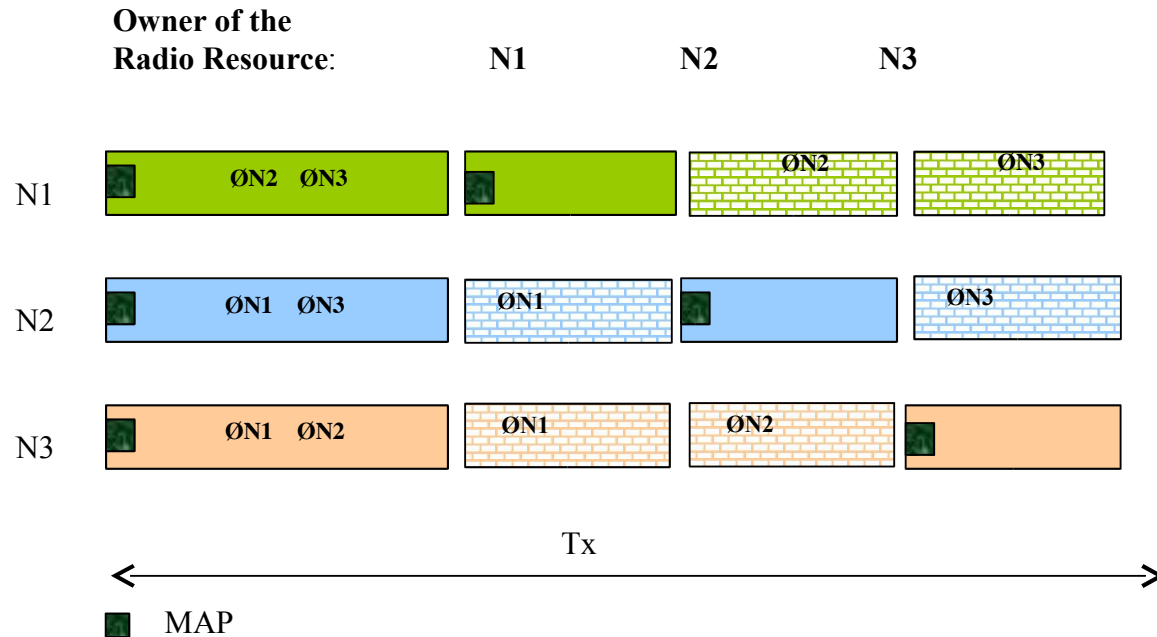 Owner of the
Radio Resource: N1 N2 N3
N1 ØN2 ØN3 ØN2 ØN3
N2 ØN1 ØN3 ØN1 ØN3
N3 ØN1 ØN2 ØN1 ØN2
Tx
MAP